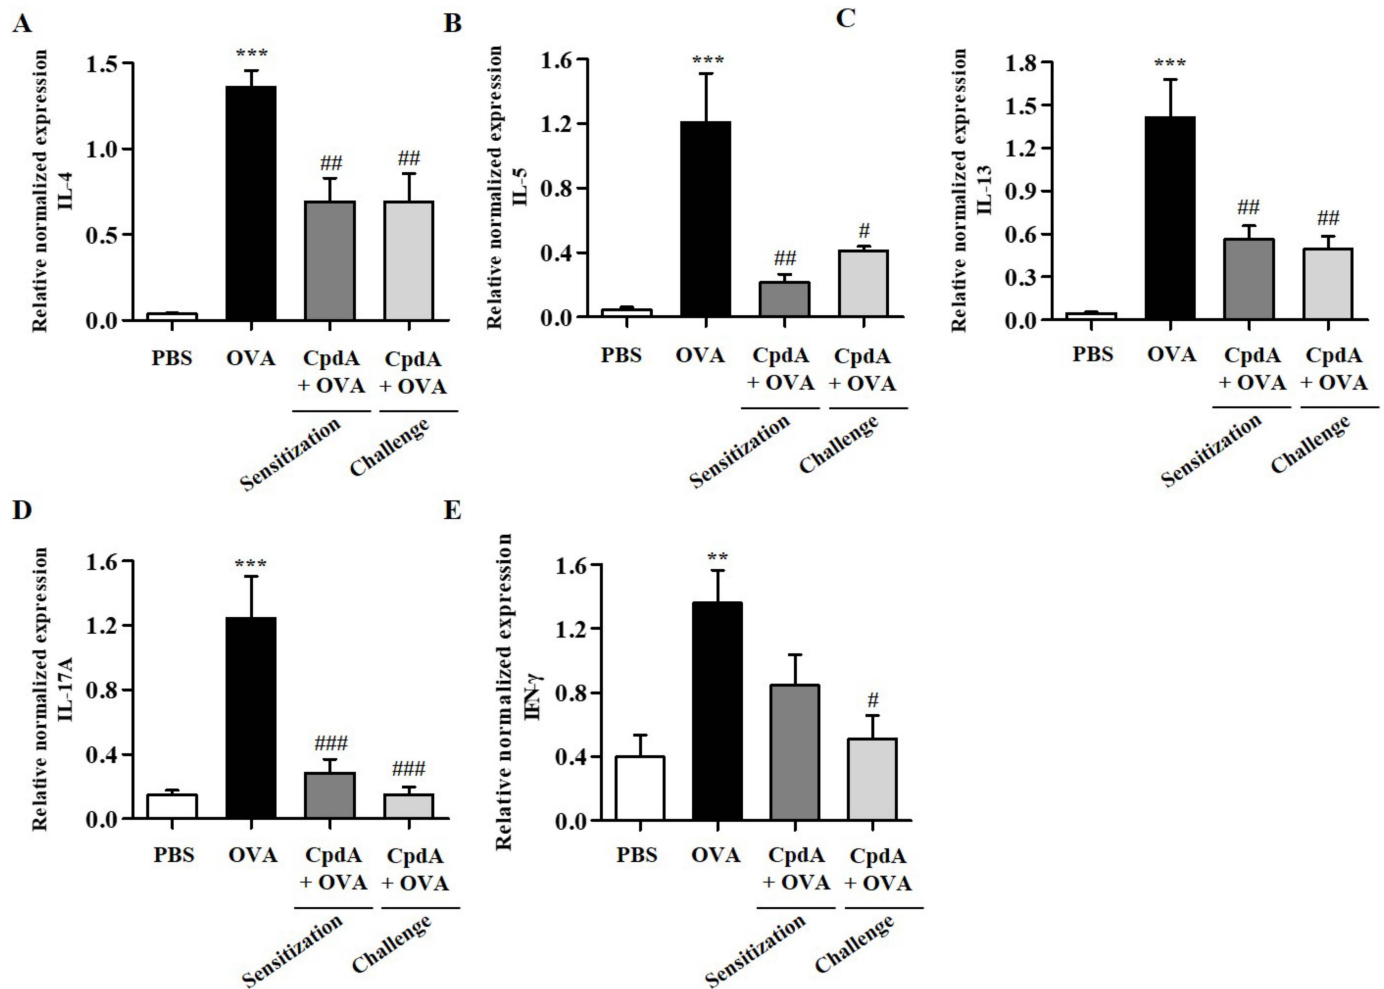 A
Relative normalized expression
IL-4
1.5
1.0
0.5
0.0
***
##
##
PBS
OVA
CpdA
+ OVA
CpdA
+ OVA
Sensitization
Challenge
B
Relative normalized expression
IL-5
1.6
1.2
0.8
0.4
0.0
***
##
#
PBS
OVA
CpdA
+ OVA
CpdA
+ OVA
Sensitization
Challenge
C
Relative normalized expression
IL-13
1.8
1.5
1.2
0.9
0.6
0.3
0.0
***
##
##
PBS
OVA
CpdA
+ OVA
CpdA
+ OVA
Sensitization
Challenge
D
Relative normalized expression
IL-17A
1.6
1.2
0.8
0.4
0.0
***
###
###
PBS
OVA
CpdA
+ OVA
CpdA
+ OVA
Sensitization
Challenge
E
Relative normalized expression
IFN-γ
1.6
1.2
0.8
0.4
0.0
**
#
PBS
OVA
CpdA
+ OVA
CpdA
+ OVA
Sensitization
Challenge